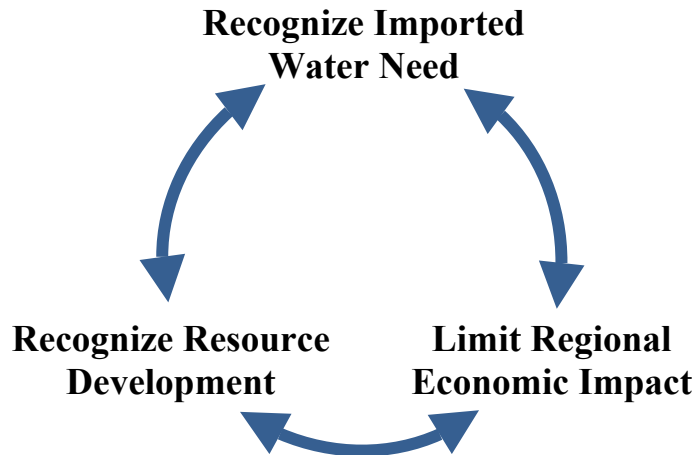 Recognize Imported
Water Need
Recognize Resource
Development
Limit Regional
Economic Impact